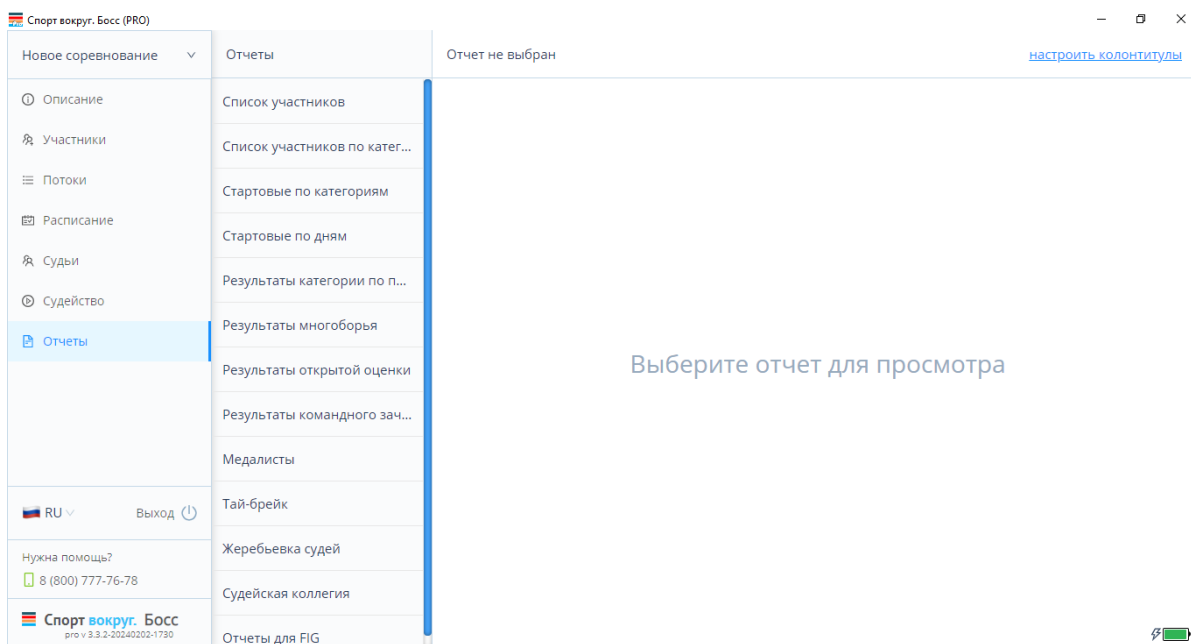 Спорт вокруг. Босс (PRO)
Новое соревнование
Отчеты
Отчет не выбран
настроить колонтитулы
Описание
Участники
Потоки
Расписание
Судьи
Судейство
Отчеты
Список участников
Список участников по катег...
Стартовые по категориям
Стартовые по дням
Результаты категории по п...
Результаты многоборья
Результаты открытой оценки
Результаты командного зач...
Медалисты
Тай-брейк
Жеребьевка судей
Судейская коллегия
Отчеты для FIG
Выберите отчет для просмотра
RU
Выход
Нужна помощь?
8 (800) 777-76-78
Спорт вокруг. Босс
pro v 3.3.2-20240202-1730